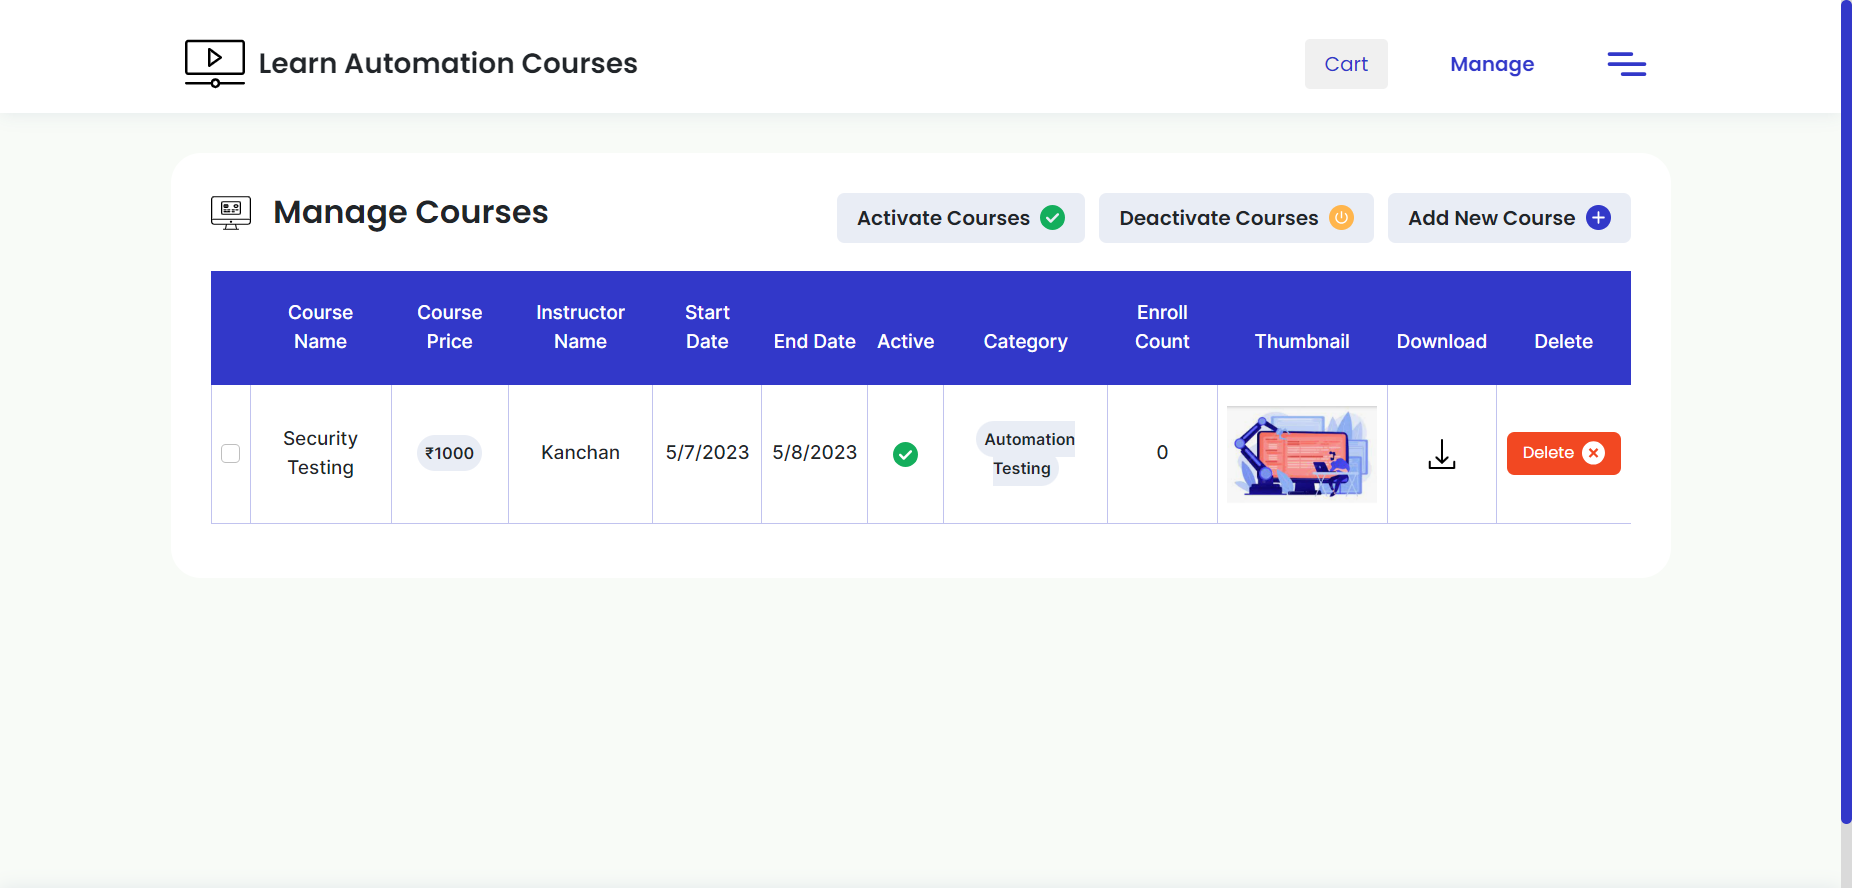 Learn Automation Courses
Cart
Manage
Manage Courses
Activate Courses
Deactivate Courses
Add New Course
Course Name
Course Price
Instructor Name
Start Date
End Date
Active
Category
Enroll Count
Thumbnail
Download
Delete
Security Testing
₹1000
Kanchan
5/7/2023
5/8/2023
Automation Testing
0
Delete